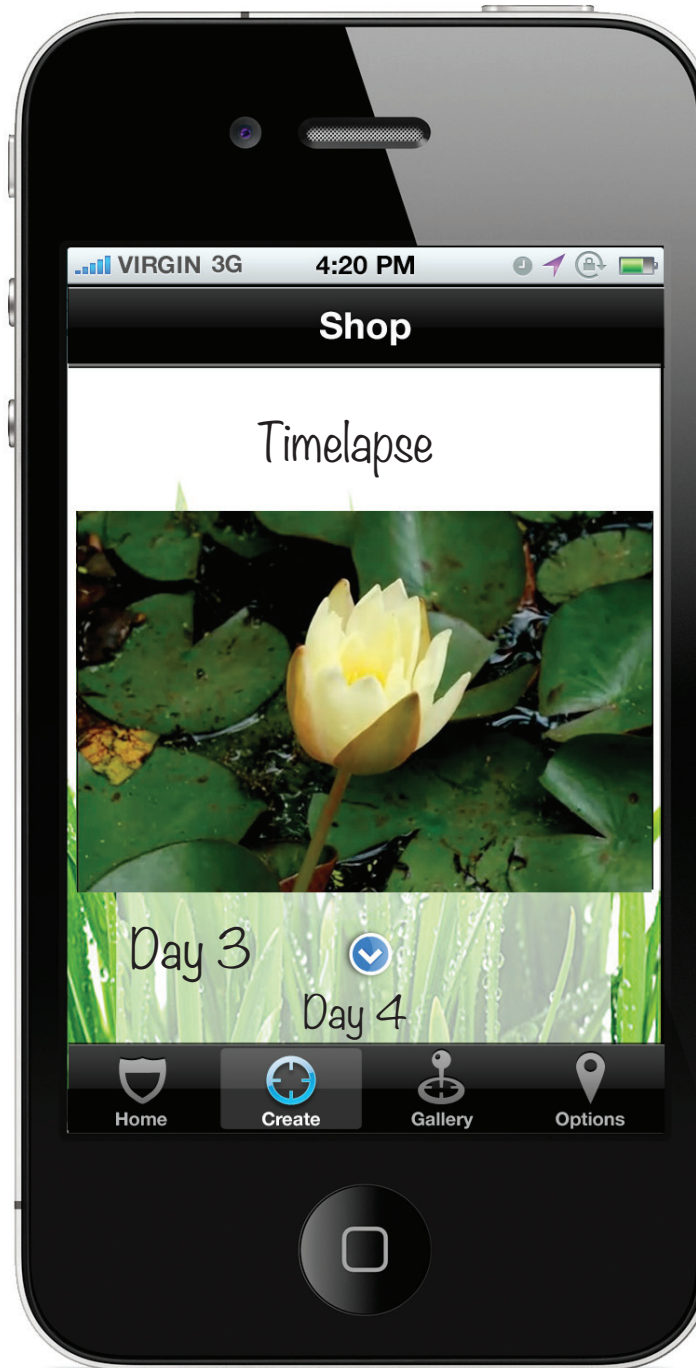 VIRGIN 3G 4:20 PM
Shop
Timelapse
Day 3
Day 4
Home Create Gallery Options